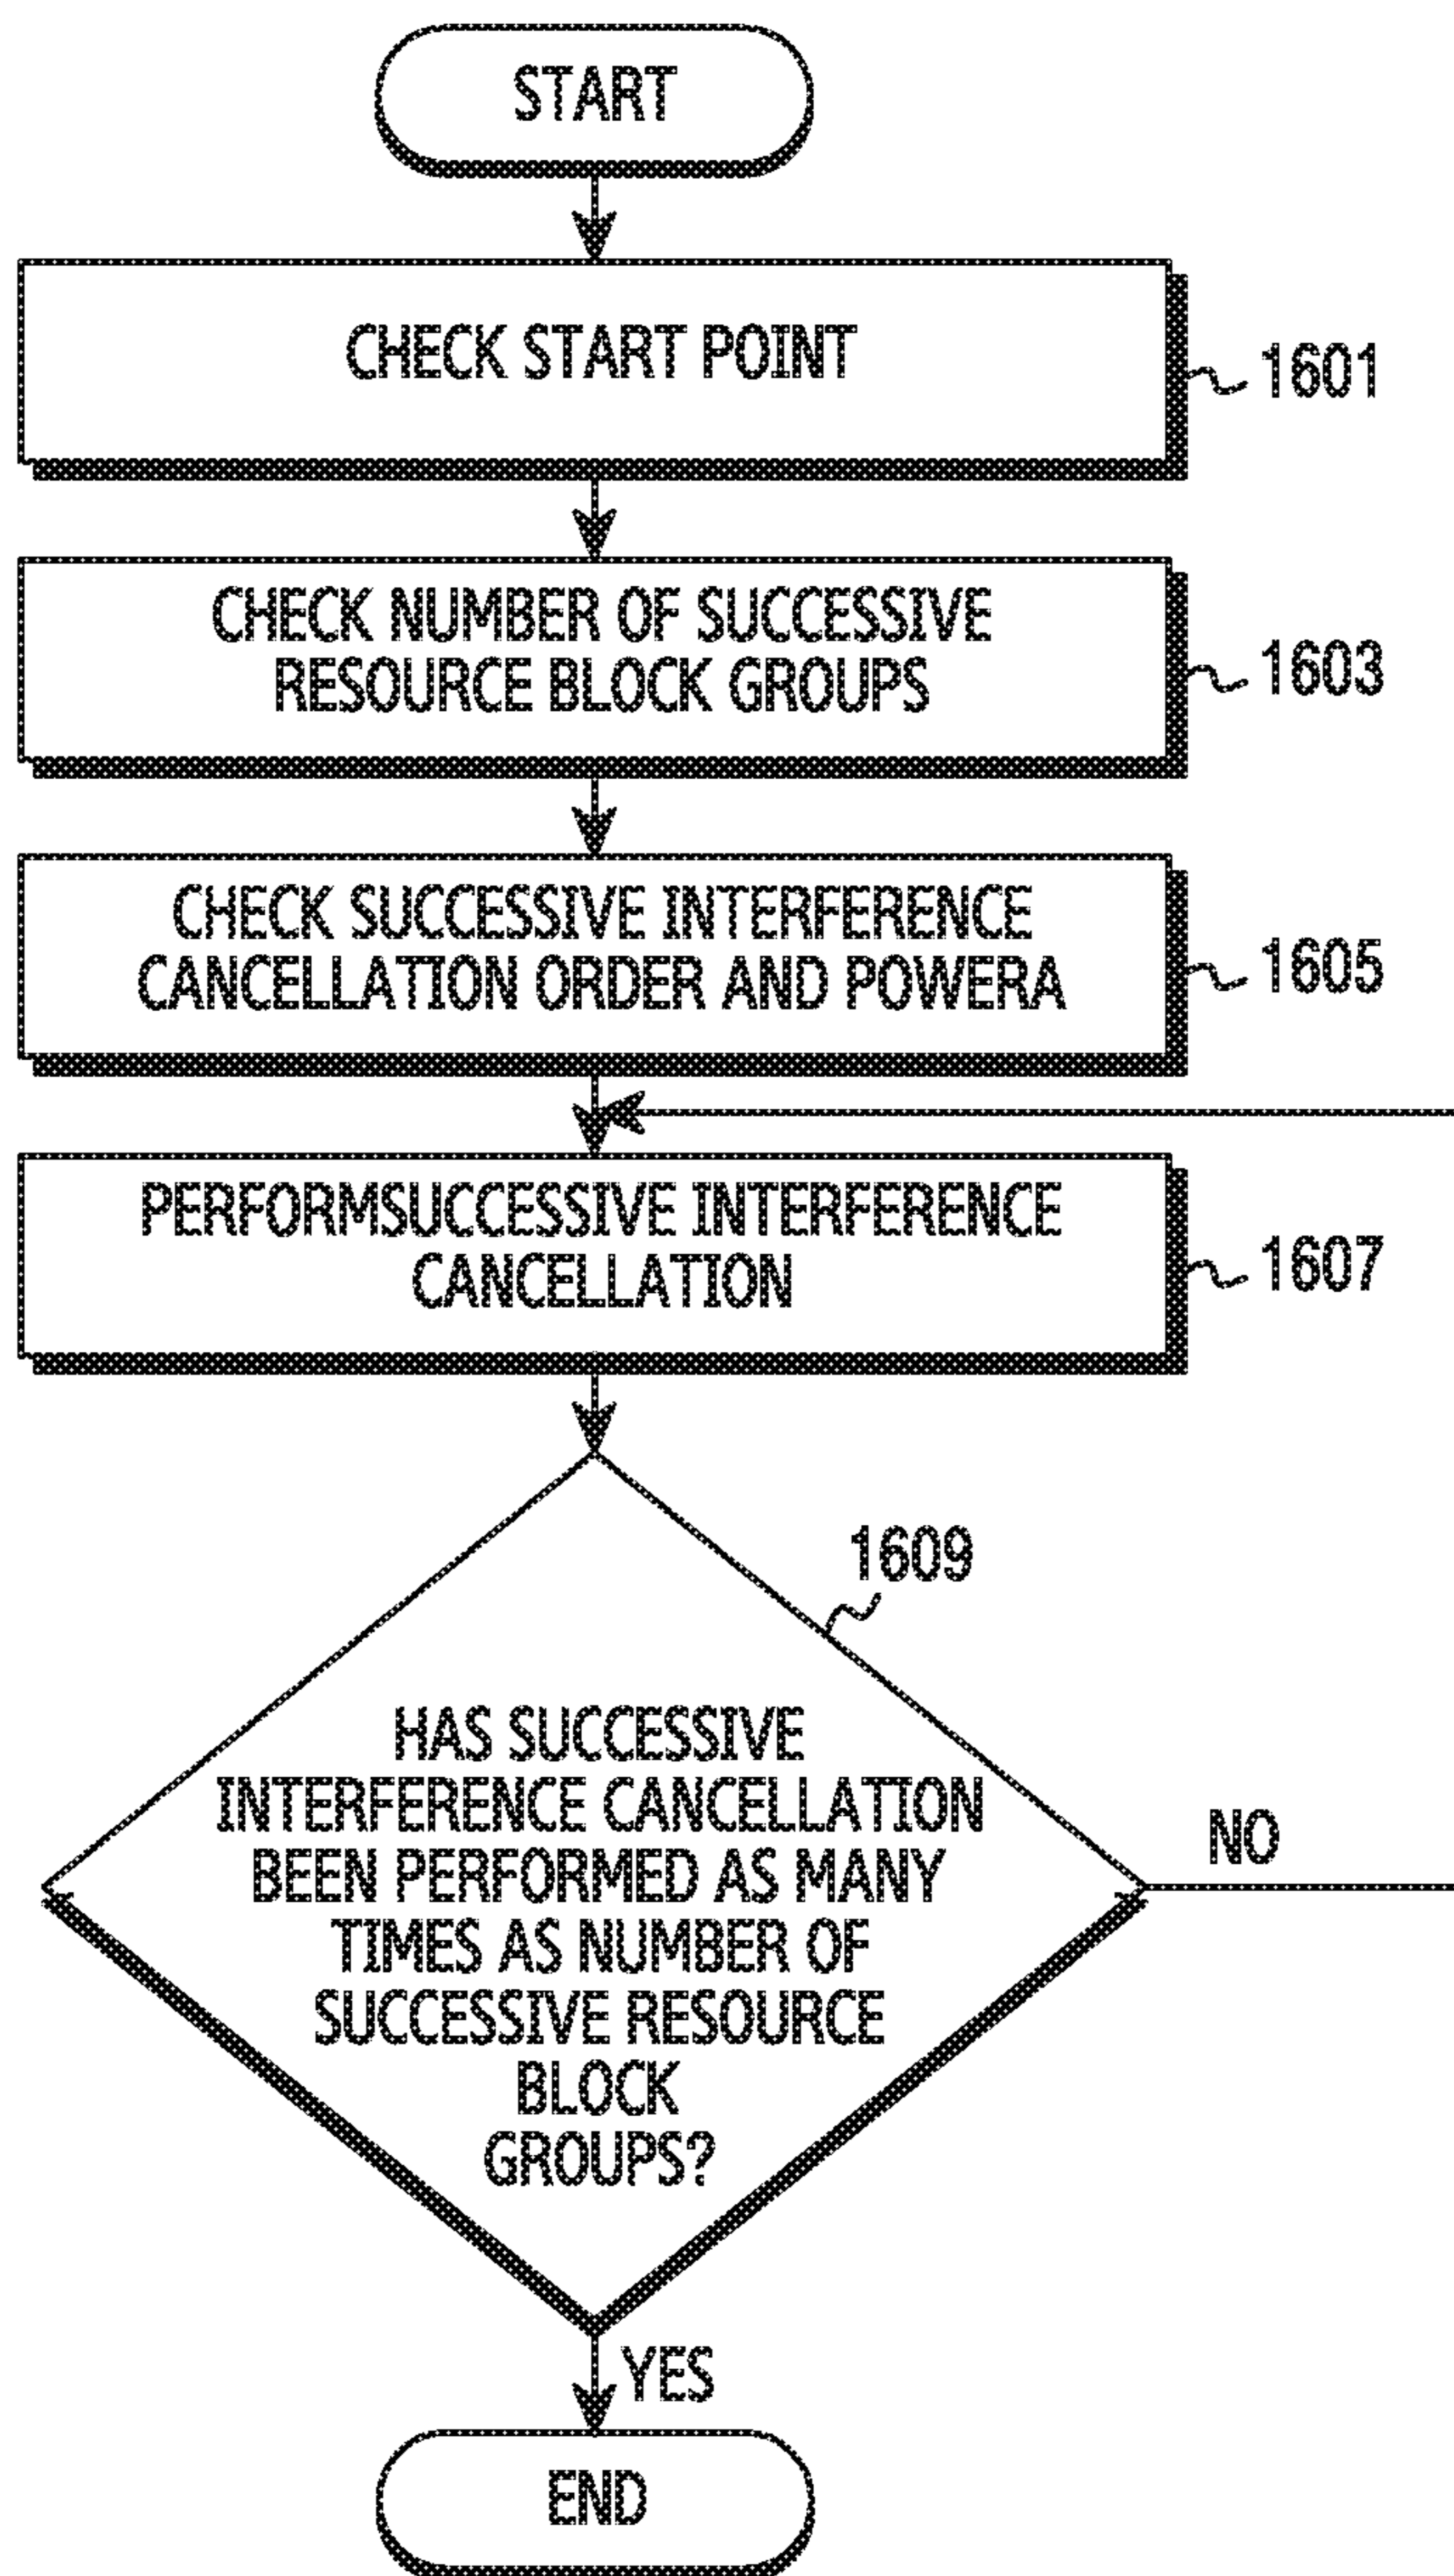 START
CHECK START POINT
1601
CHECK NUMBER OF SUCCESSIVE
RESOURCE BLOCK GROUPS
1603
CHECK SUCCESSIVE INTERFERENCE
CANCELLATION ORDER AND POWERA
1605
PERFORMSUCCESSIVE INTERFERENCE
CANCELLATION
1607
1609
HAS SUCCESSIVE
INTERFERENCE CANCELLATION
BEEN PERFORMED AS MANY
TIMES AS NUMBER OF
SUCCESSIVE RESOURCE
BLOCK
GROUPS?
NO
YES
END